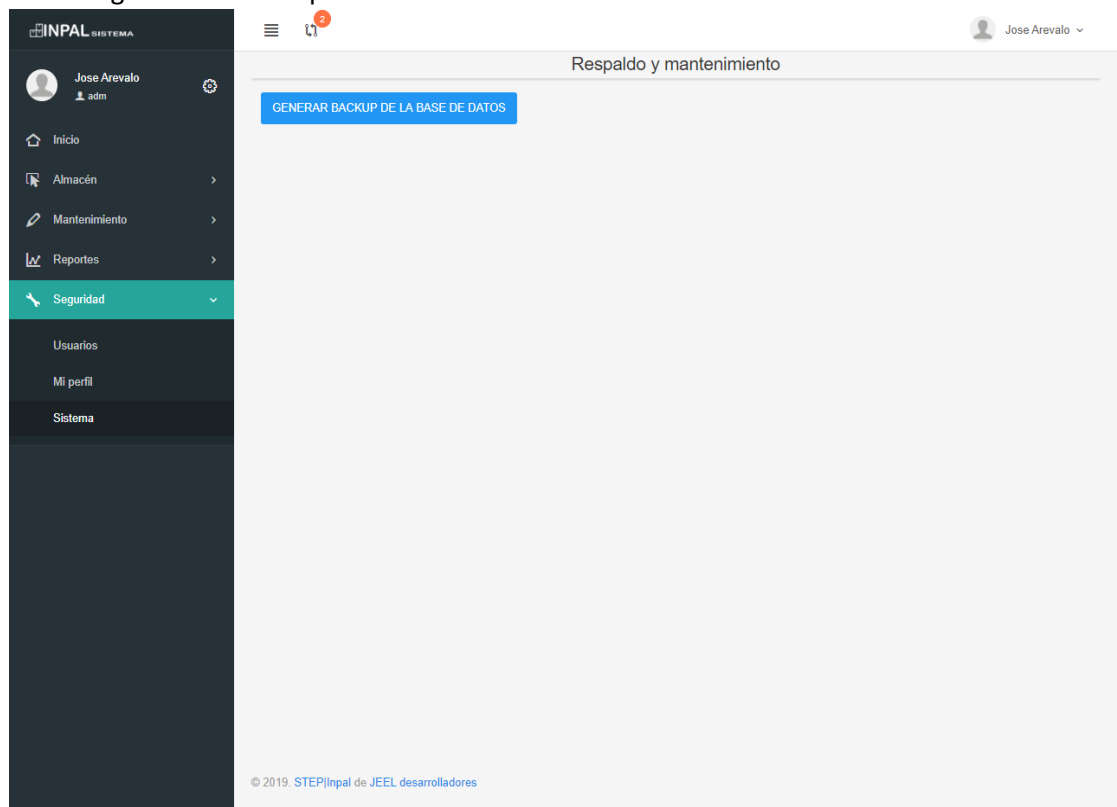 INPAL SISTEMA
2
Jose Arevalo
Jose Arevalo
adm
Inicio
Almacén
Mantenimiento
Reportes
Seguridad
Usuarios
Mi perfil
Sistema
Respaldo y mantenimiento
GENERAR BACKUP DE LA BASE DE DATOS
© 2019. STEP|Inpal de JEEL desarrolladores